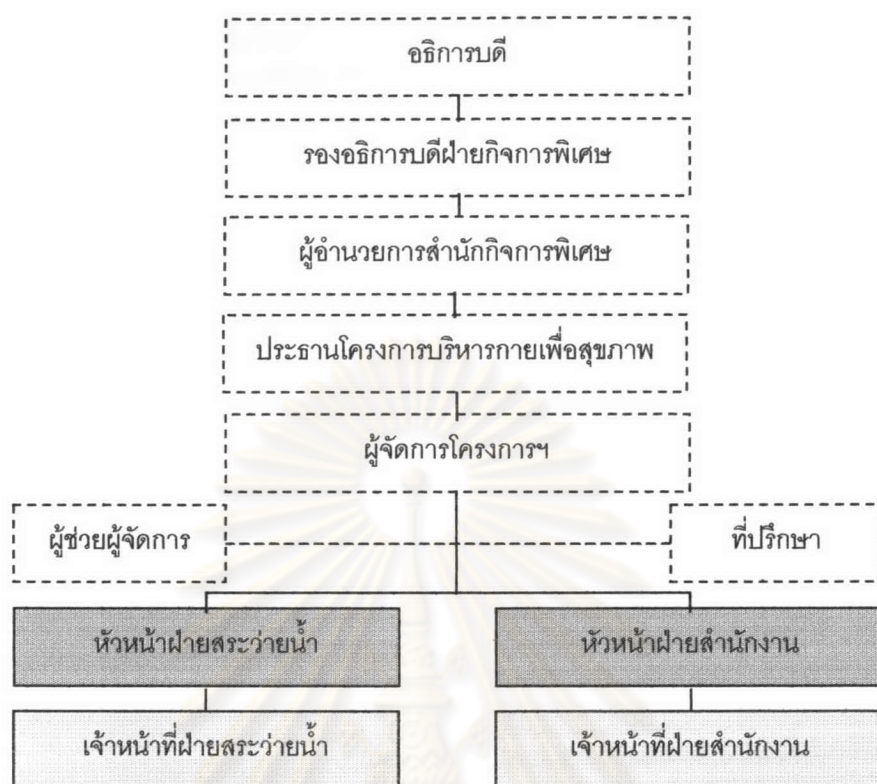 อธิการบดี
รองอธิการบดีฝ่ายกิจการพิเศษ
ผู้อำนวยการสำนักกิจการพิเศษ
ประธานโครงการบริหารกายเพื่อสุขภาพ
ผู้จัดการโครงการฯ
ผู้ช่วยผู้จัดการ
ที่ปรึกษา
หัวหน้าฝ่ายสระว่ายน้ำ
หัวหน้าฝ่ายสำนักงาน
เจ้าหน้าที่ฝ่ายสระว่ายน้ำ
เจ้าหน้าที่ฝ่ายสำนักงาน